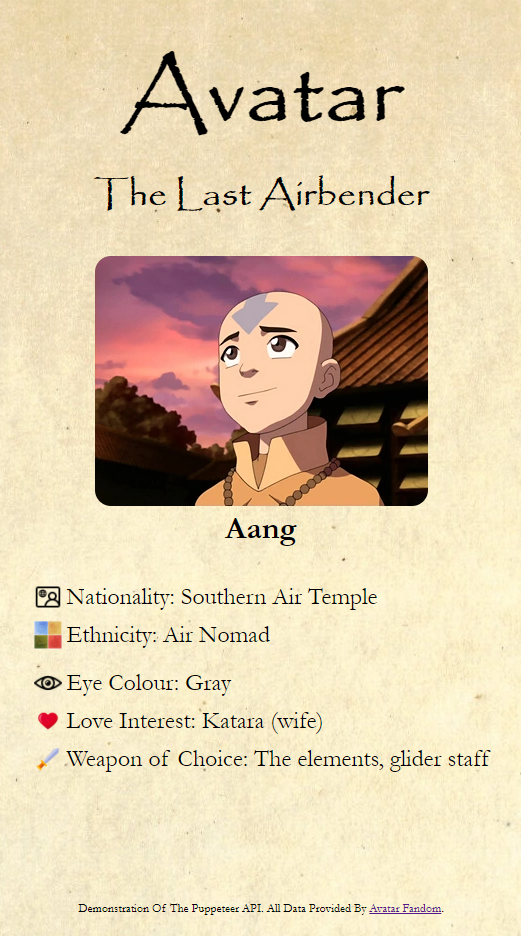 Avatar
The Last Airbender
Aang
Nationality: Southern Air Temple
Ethnicity: Air Nomad
Eye Colour: Gray
Love Interest: Katara (wife)
Weapon of Choice: The elements, glider staff
Demonstration Of The Puppeteer API. All Data Provided By Avatar Fandom.